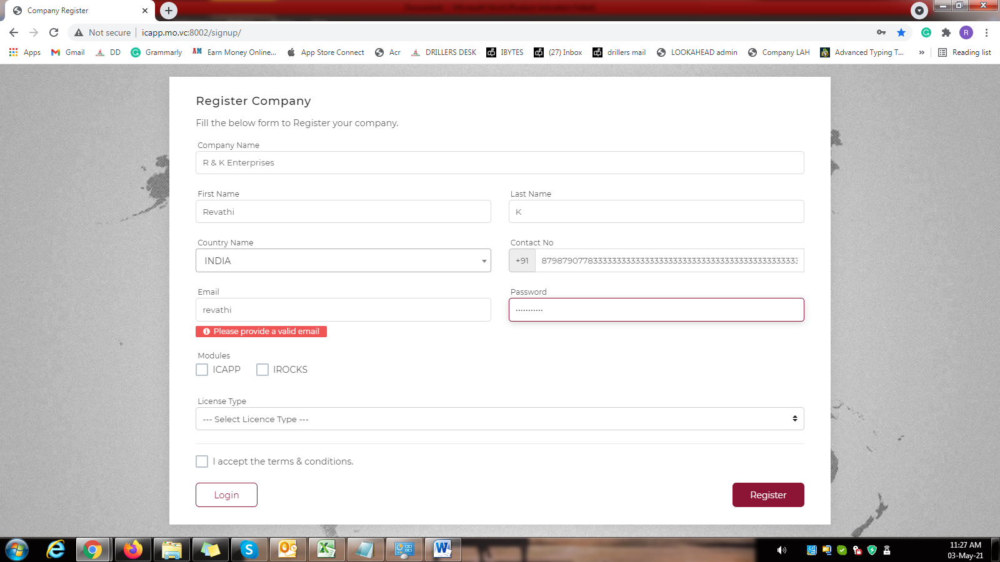 Company Register
Not secure
icapp.mo.vc:8002/signup/
R
Apps
Gmail
DD
Grammarly
AM Earn Money Online...
App Store Connect
Acr
DRILLERS DESK
IBYTES
(27) Inbox
drillers mail
LOOKAHEAD admin
Company LAH
Advanced Typing T...
»
Reading list
Register Company
Fill the below form to Register your company.
Company Name
R & K Enterprises
First Name
Last Name
Revathi
K
Country Name
Contact No
INDIA
+91
Email
Password
revathi
Please provide a valid email
Modules
ICAPP
IROCKS
License Type
--- Select Licence Type ---
I accept the terms & conditions.
Login
Register
11:27 AM
03-May-21